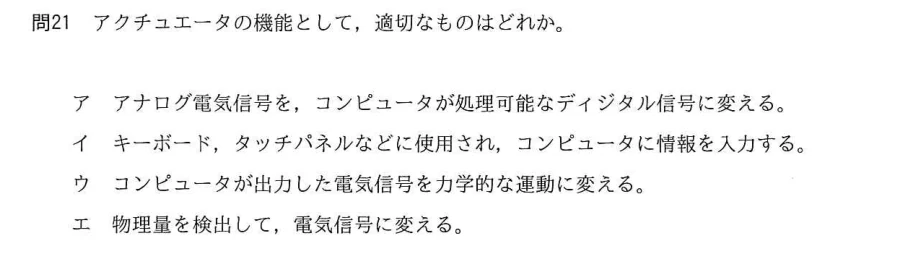 問21 アクチュエータの機能として，適切なものはどれか。
ア アナログ電気信号を，コンピュータが処理可能なディジタル信号に変える。
イ キーボード，タッチパネルなどに使用され，コンピュータに情報を入力する。
ウ コンピュータが出力した電気信号を力学的な運動に変える。
エ 物理量を検出して，電気信号に変える。